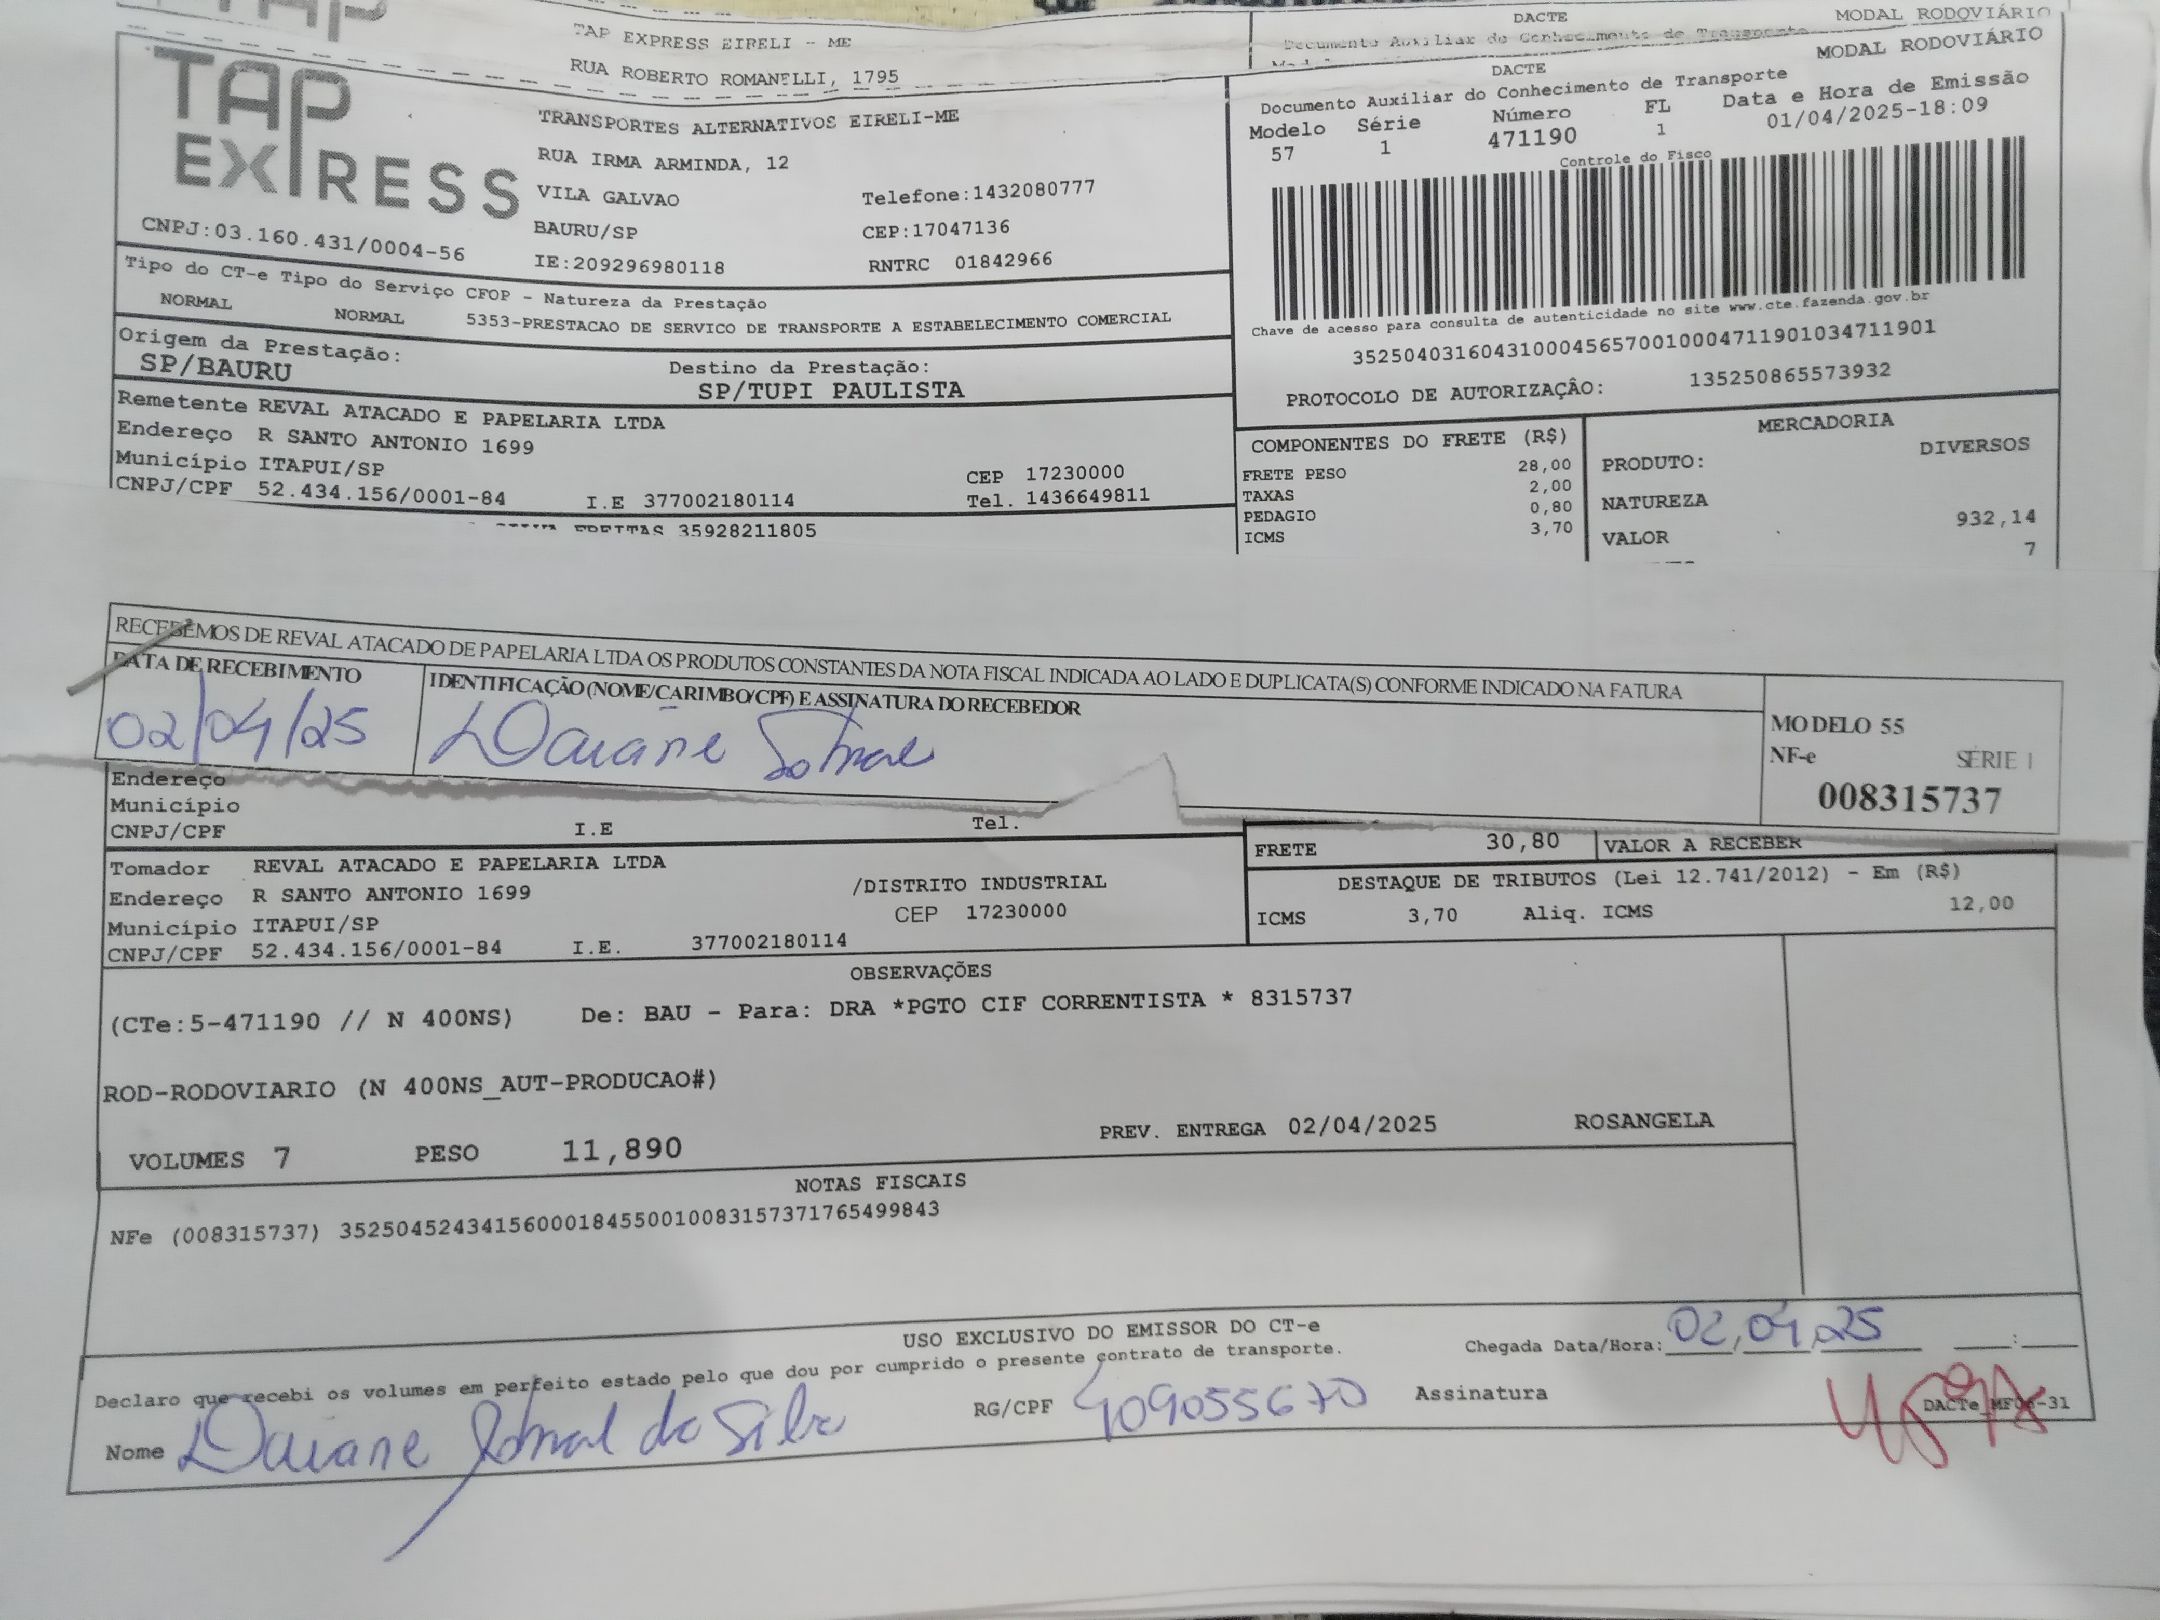 TAP
TAP EXPRESS EIRELI - ME
RUA ROBERTO ROMANELLI, 1795
DACTE
MODAL RODOVIÁRIO
Documento Auxiliar do Conhecimento de Transporte
TAP EXPRESS
CNPJ:03.160.431/0004-56
TRANSPORTES ALTERNATIVOS EIRELI-ME
RUA IRMA ARMINDA, 12
VILA GALVAO Telefone:1432080777
BAURU/SP CEP:17047136
IE:209296980118 RNTRC 01842966
DACTE MODAL RODOVIÁRIO
Documento Auxiliar do Conhecimento de Transporte
Modelo Série Número FL Data e Hora de Emissão
57 1 471190 1 01/04/2025-18:09
Controle do Fisco
Chave de acesso para consulta de autenticidade no site www.cte.fazenda.gov.br
35250403160431000456570010004711901034711901
PROTOCOLO DE AUTORIZAÇÃO: 135250865573932
Tipo do CT-e Tipo do Serviço CFOP - Natureza da Prestação
NORMAL NORMAL 5353-PRESTACAO DE SERVICO DE TRANSPORTE A ESTABELECIMENTO COMERCIAL
Origem da Prestação: Destino da Prestação:
SP/BAURU SP/TUPI PAULISTA
Remetente REVAL ATACADO E PAPELARIA LTDA
Endereço R SANTO ANTONIO 1699
Município ITAPUI/SP CEP 17230000
CNPJ/CPF 52.434.156/0001-84 I.E 377002180114 Tel. 1436649811
FREITAS 35928211805
COMPONENTES DO FRETE (R$)
FRETE PESO 28,00
TAXAS 2,00
PEDAGIO 0,80
ICMS 3,70
MERCADORIA
PRODUTO: DIVERSOS
NATUREZA
VALOR 932,14
7
RECEBEMOS DE REVAL ATACADO DE PAPELARIA LTDA OS PRODUTOS CONSTANTES DA NOTA FISCAL INDICADA AO LADO E DUPLICATA(S) CONFORME INDICADO NA FATURA
DATA DE RECEBIMENTO IDENTIFICAÇÃO (NOME/CARIMBO/CPF) E ASSINATURA DO RECEBEDOR
02/04/25 Daiane
MODELO 55
NF-e SÉRIE 1
008315737
Endereço
Município
CNPJ/CPF I.E Tel.
FRETE 30,80 VALOR A RECEBER
Tomador REVAL ATACADO E PAPELARIA LTDA
Endereço R SANTO ANTONIO 1699 /DISTRITO INDUSTRIAL
Município ITAPUI/SP CEP 17230000
CNPJ/CPF 52.434.156/0001-84 I.E. 377002180114
DESTAQUE DE TRIBUTOS (Lei 12.741/2012) - Em (R$)
ICMS 3,70 Aliq. ICMS 12,00
OBSERVAÇÕES
(CTe:5-471190 // N 400NS) De: BAU - Para: DRA *PGTO CIF CORRENTISTA * 8315737
ROD-RODOVIARIO (N 400NS_AUT-PRODUCAO#)
VOLUMES 7 PESO 11,890 PREV. ENTREGA 02/04/2025 ROSANGELA
NOTAS FISCAIS
NFe (008315737) 35250452434156000184550010083157371765499843
USO EXCLUSIVO DO EMISSOR DO CT-e
Declaro que recebi os volumes em perfeito estado pelo que dou por cumprido o presente contrato de transporte.
Chegada Data/Hora: 02/04/25 :
Nome Daiane da Silva RG/CPF 409055670 Assinatura